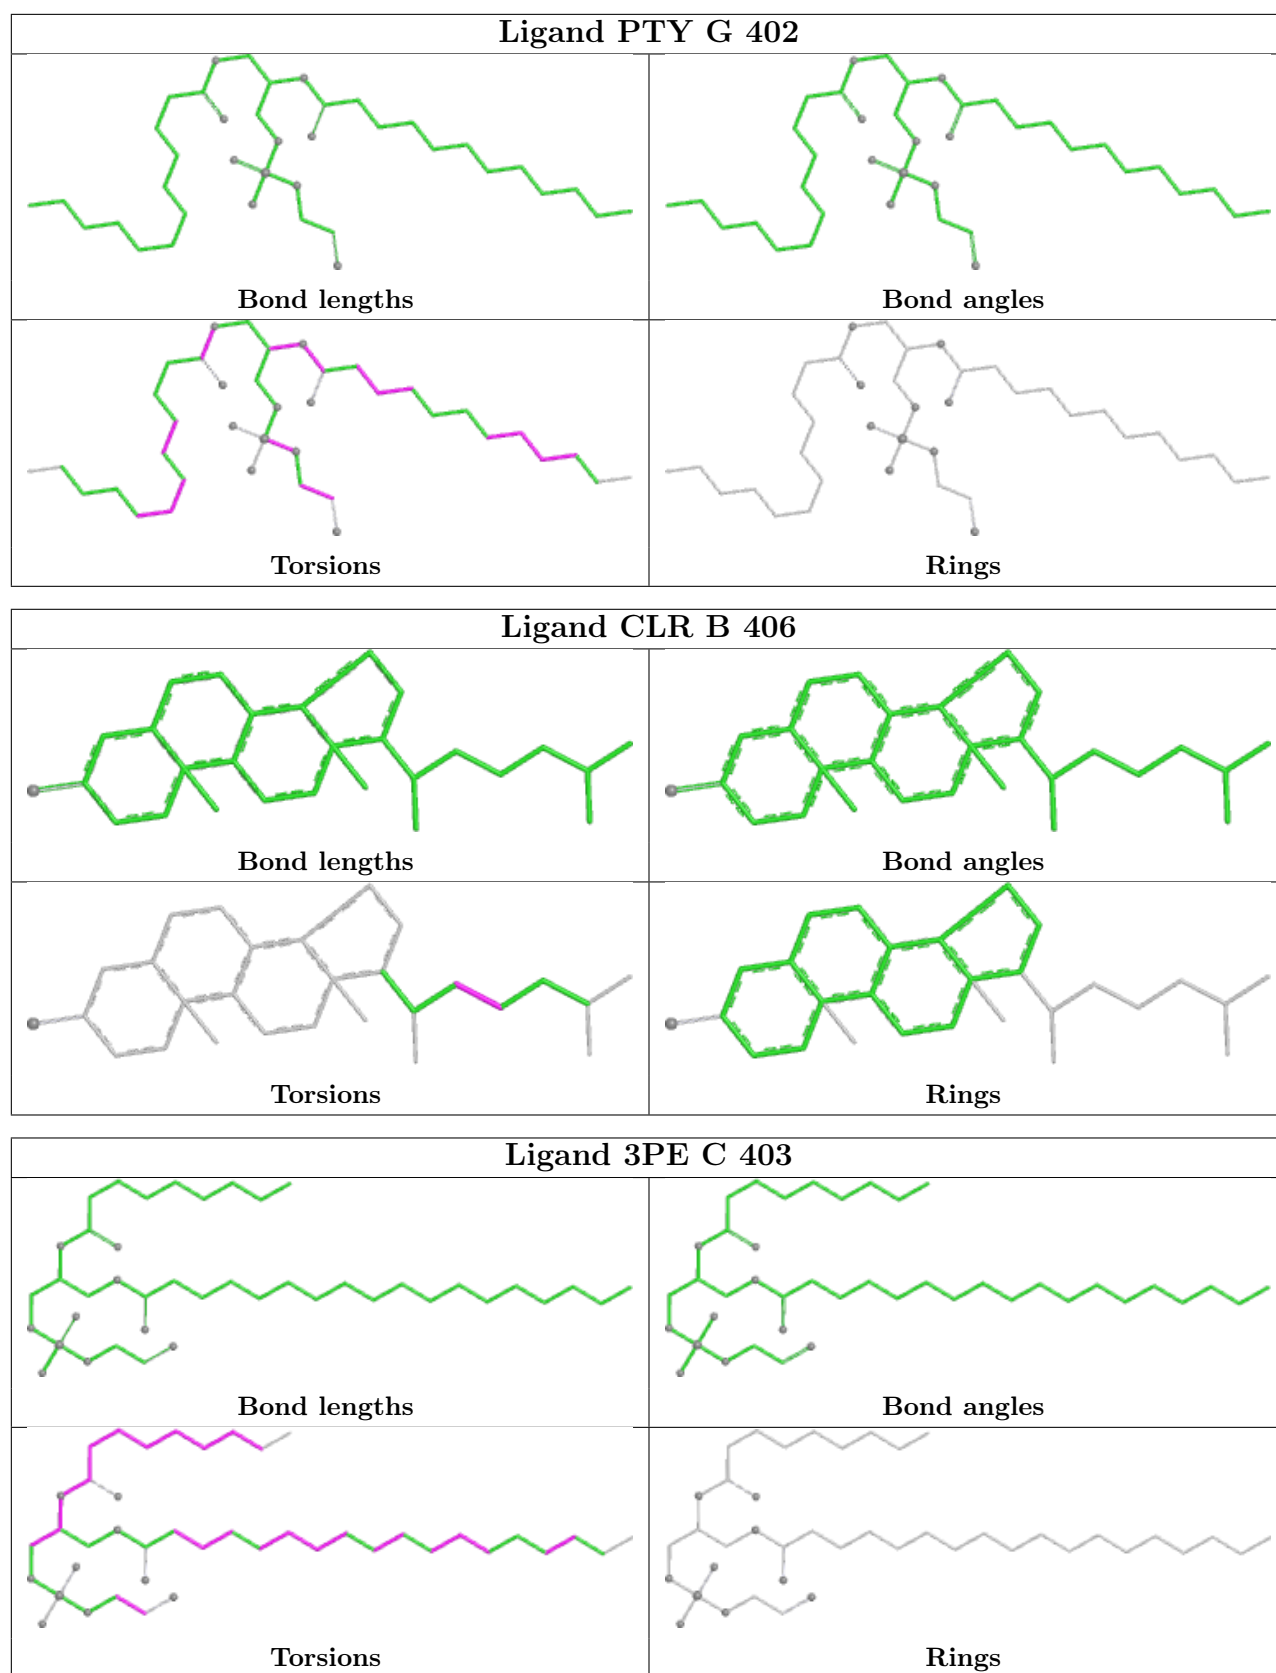 Ligand PTY G 402
Bond lengths
Bond angles
Torsions
Rings
Ligand CLR B 406
Bond lengths
Bond angles
Torsions
Rings
Ligand 3PE C 403
Bond lengths
Bond angles
Torsions
Rings